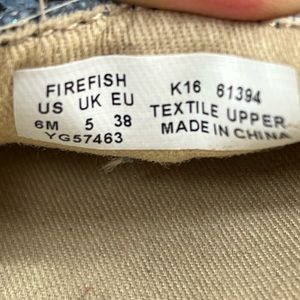 FIREFISH K16 61394
US UK EU TEXTILE UPPER
6M 5 38 MADE IN CHINA
YG57463